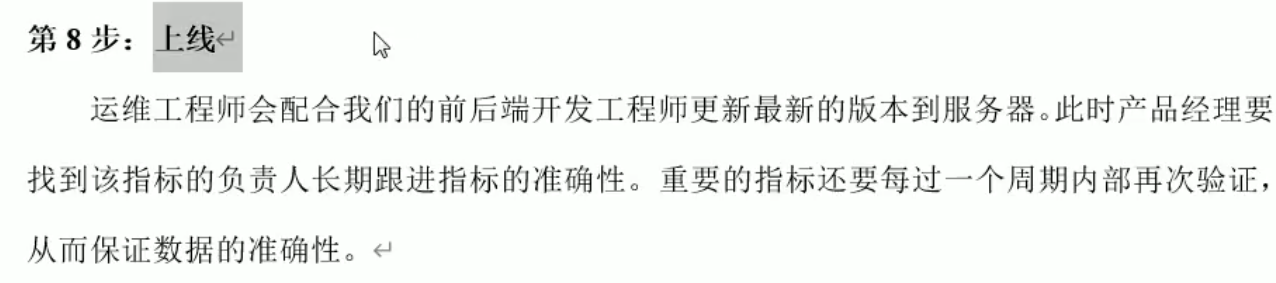 第 8 步：上线
运维工程师会配合我们的前后端开发工程师更新最新的版本到服务器。此时产品经理要
找到该指标的负责人长期跟进指标的准确性。重要的指标还要每过一个周期内部再次验证，
从而保证数据的准确性。